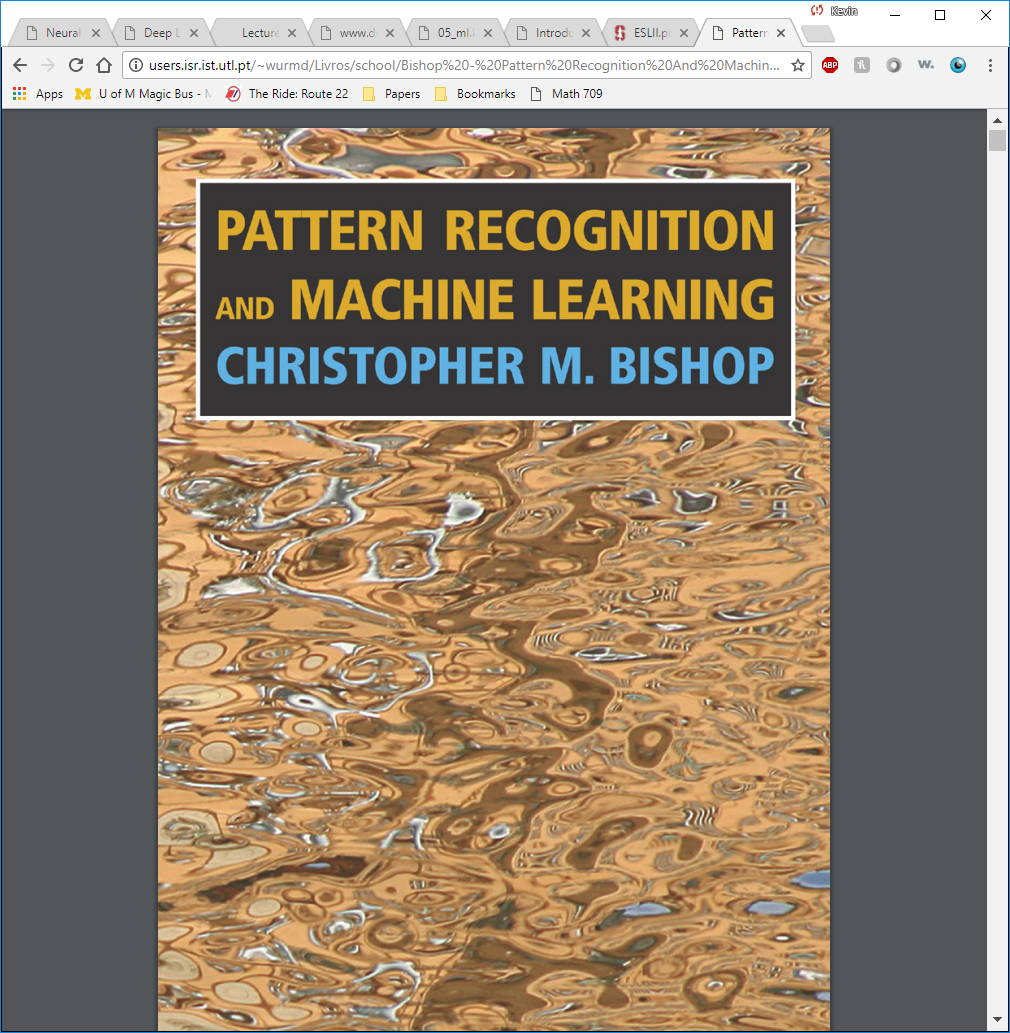 Kevin
Neural
Deep L
Lecture
www.d
05_ml.
Introdu
ESLII.p
Pattern
users.isr.ist.utl.pt/~wurmd/Livros/school/Bishop%20-%20Pattern%20Recognition%20And%20Machin...
ABP
w.
Apps
U of M Magic Bus -
The Ride: Route 22
Papers
Bookmarks
Math 709
PATTERN RECOGNITION
AND MACHINE LEARNING
CHRISTOPHER M. BISHOP